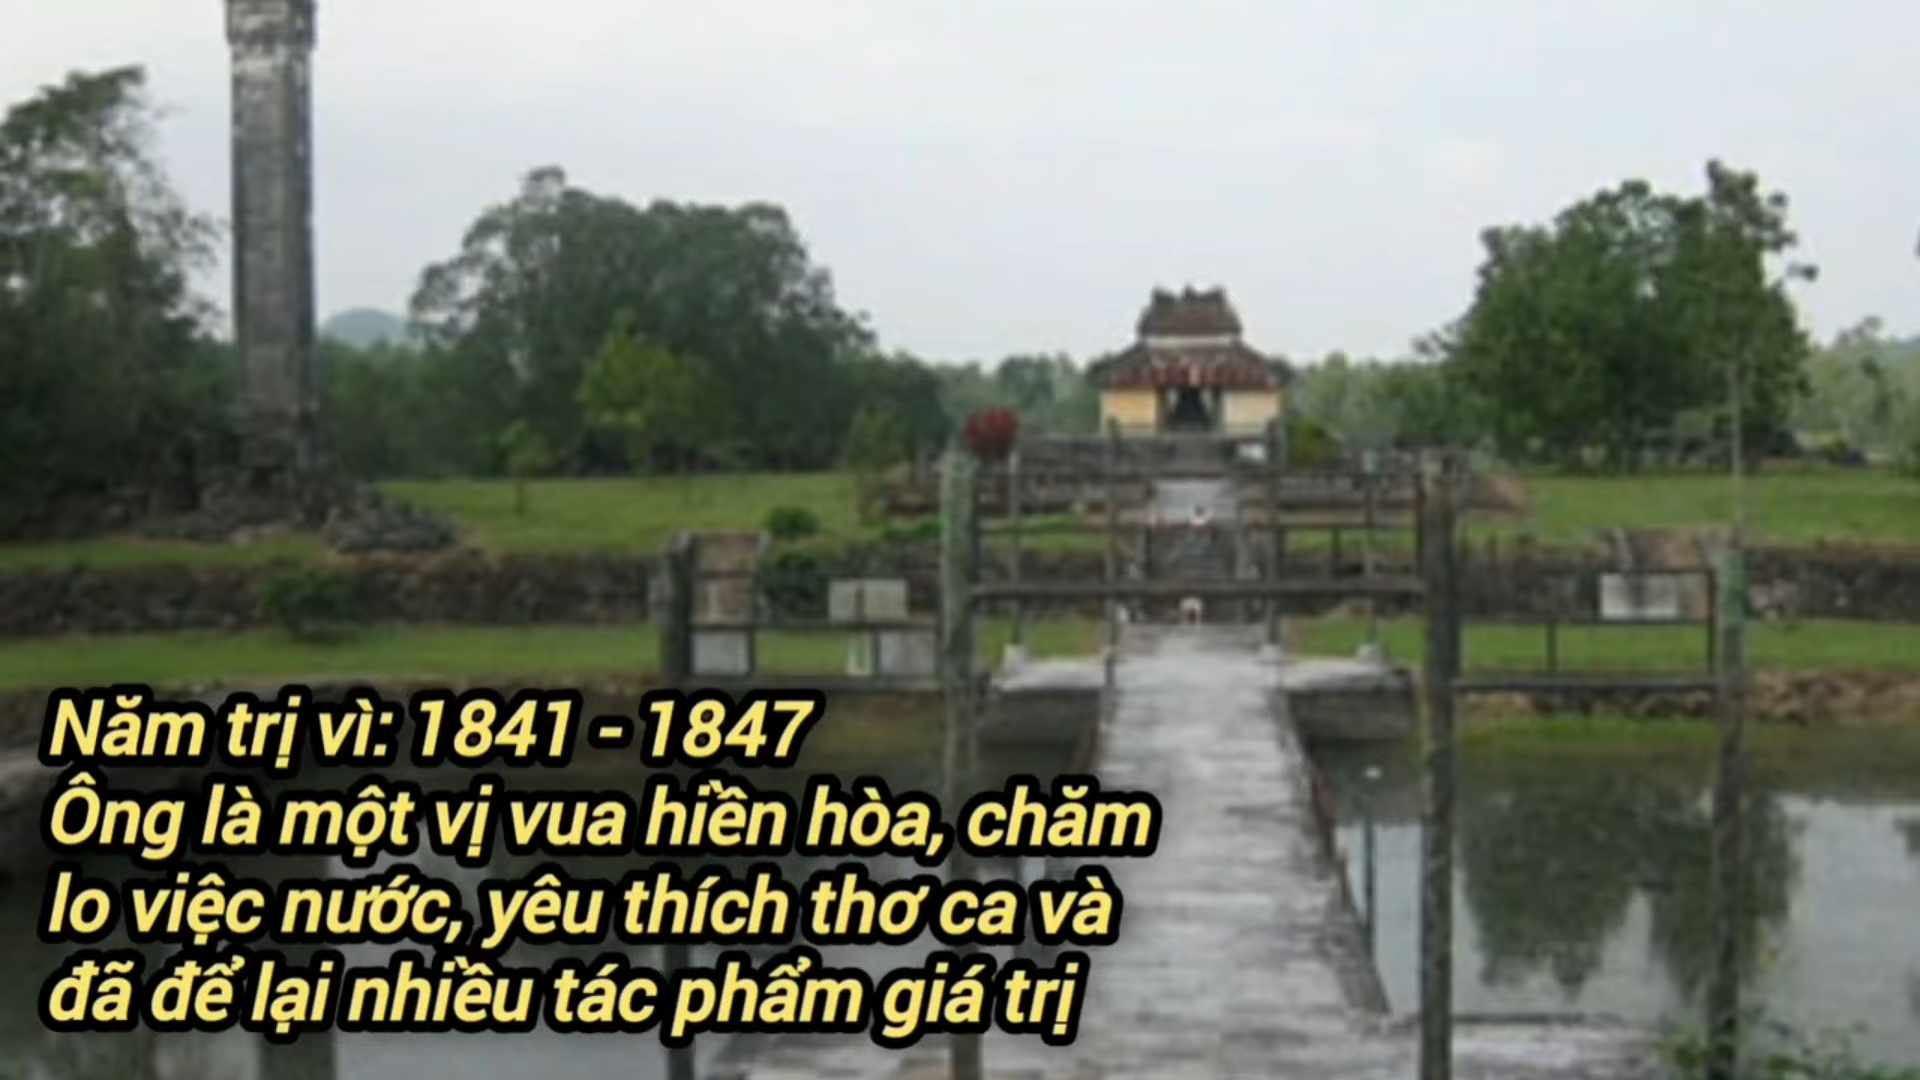 Năm trị vì: 1841 - 1847
Ông là một vị vua hiền hòa, chăm
lo việc nước, yêu thích thơ ca và
đã để lại nhiều tác phẩm giá trị